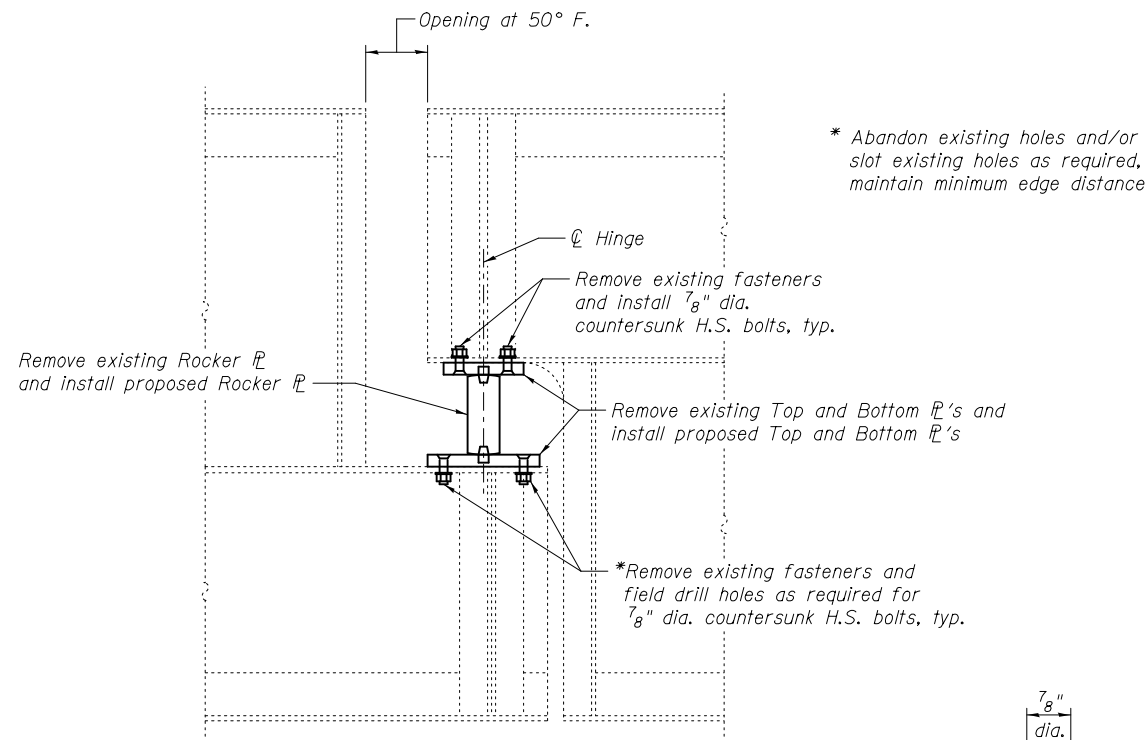 Opening at 50° F.
* Abandon existing holes and/or
slot existing holes as required,
maintain minimum edge distance
℄ Hinge
Remove existing fasteners
and install 7/8" dia.
countersunk H.S. bolts, typ.
Remove existing Rocker ⅊
and install proposed Rocker ⅊
Remove existing Top and Bottom ⅊'s and
install proposed Top and Bottom ⅊'s
*Remove existing fasteners and
field drill holes as required for
7/8" dia. countersunk H.S. bolts, typ.
7/8"
dia.